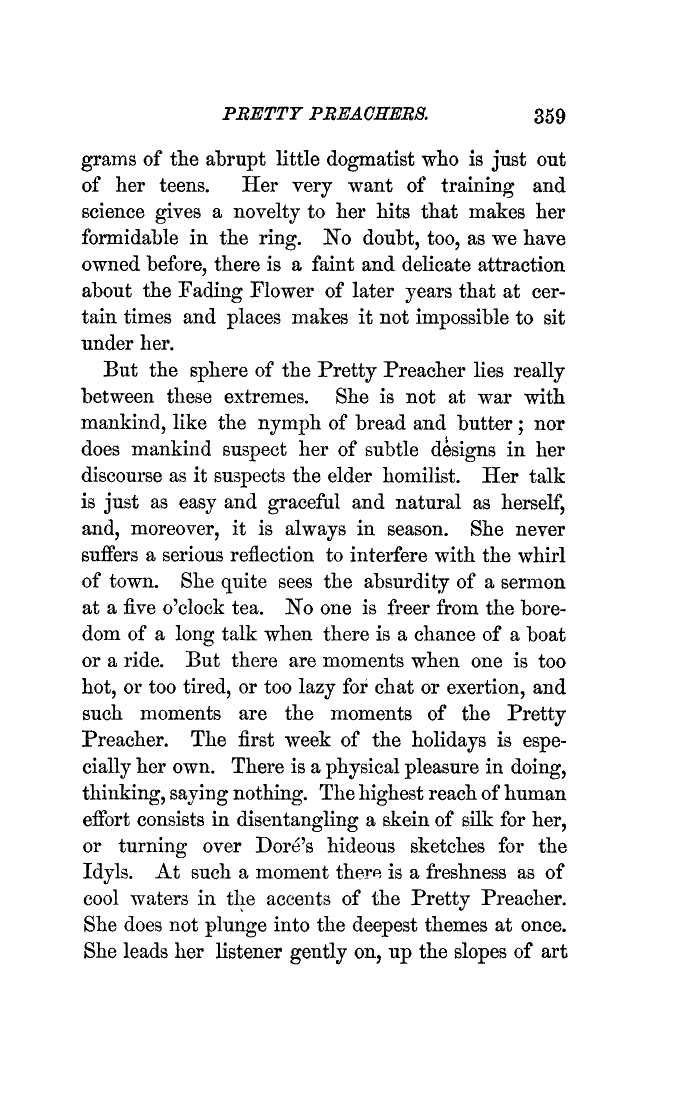 PRETTY PREACHERS. 359
grams of the abrupt little dogmatist who is just out
of her teens. Her very want of training and
science gives a novelty to her hits that makes her
formidable in the ring. No doubt, too, as we have
owned before, there is a faint and delicate attraction
about the Fading Flower of later years that at cer-
tain times and places makes it not impossible to sit
under her.
But the sphere of the Pretty Preacher lies really
between these extremes. She is not at war with
mankind, like the nymph of bread and butter; nor
does mankind suspect her of subtle designs in her
discourse as it suspects the elder homilist. Her talk
is just as easy and graceful and natural as herself,
and, moreover, it is always in season. She never
suffers a serious reflection to interfere with the whirl
of town. She quite sees the absurdity of a sermon
at a five o'clock tea. No one is freer from the bore-
dom of a long talk when there is a chance of a boat
or a ride. But there are moments when one is too
hot, or too tired, or too lazy for chat or exertion, and
such moments are the moments of the Pretty
Preacher. The first week of the holidays is espe-
cially her own. There is a physical pleasure in doing,
thinking, saying nothing. The highest reach of human
effort consists in disentangling a skein of silk for her,
or turning over Doré's hideous sketches for the
Idyls. At such a moment there is a freshness as of
cool waters in the accents of the Pretty Preacher.
She does not plunge into the deepest themes at once.
She leads her listener gently on, up the slopes of art